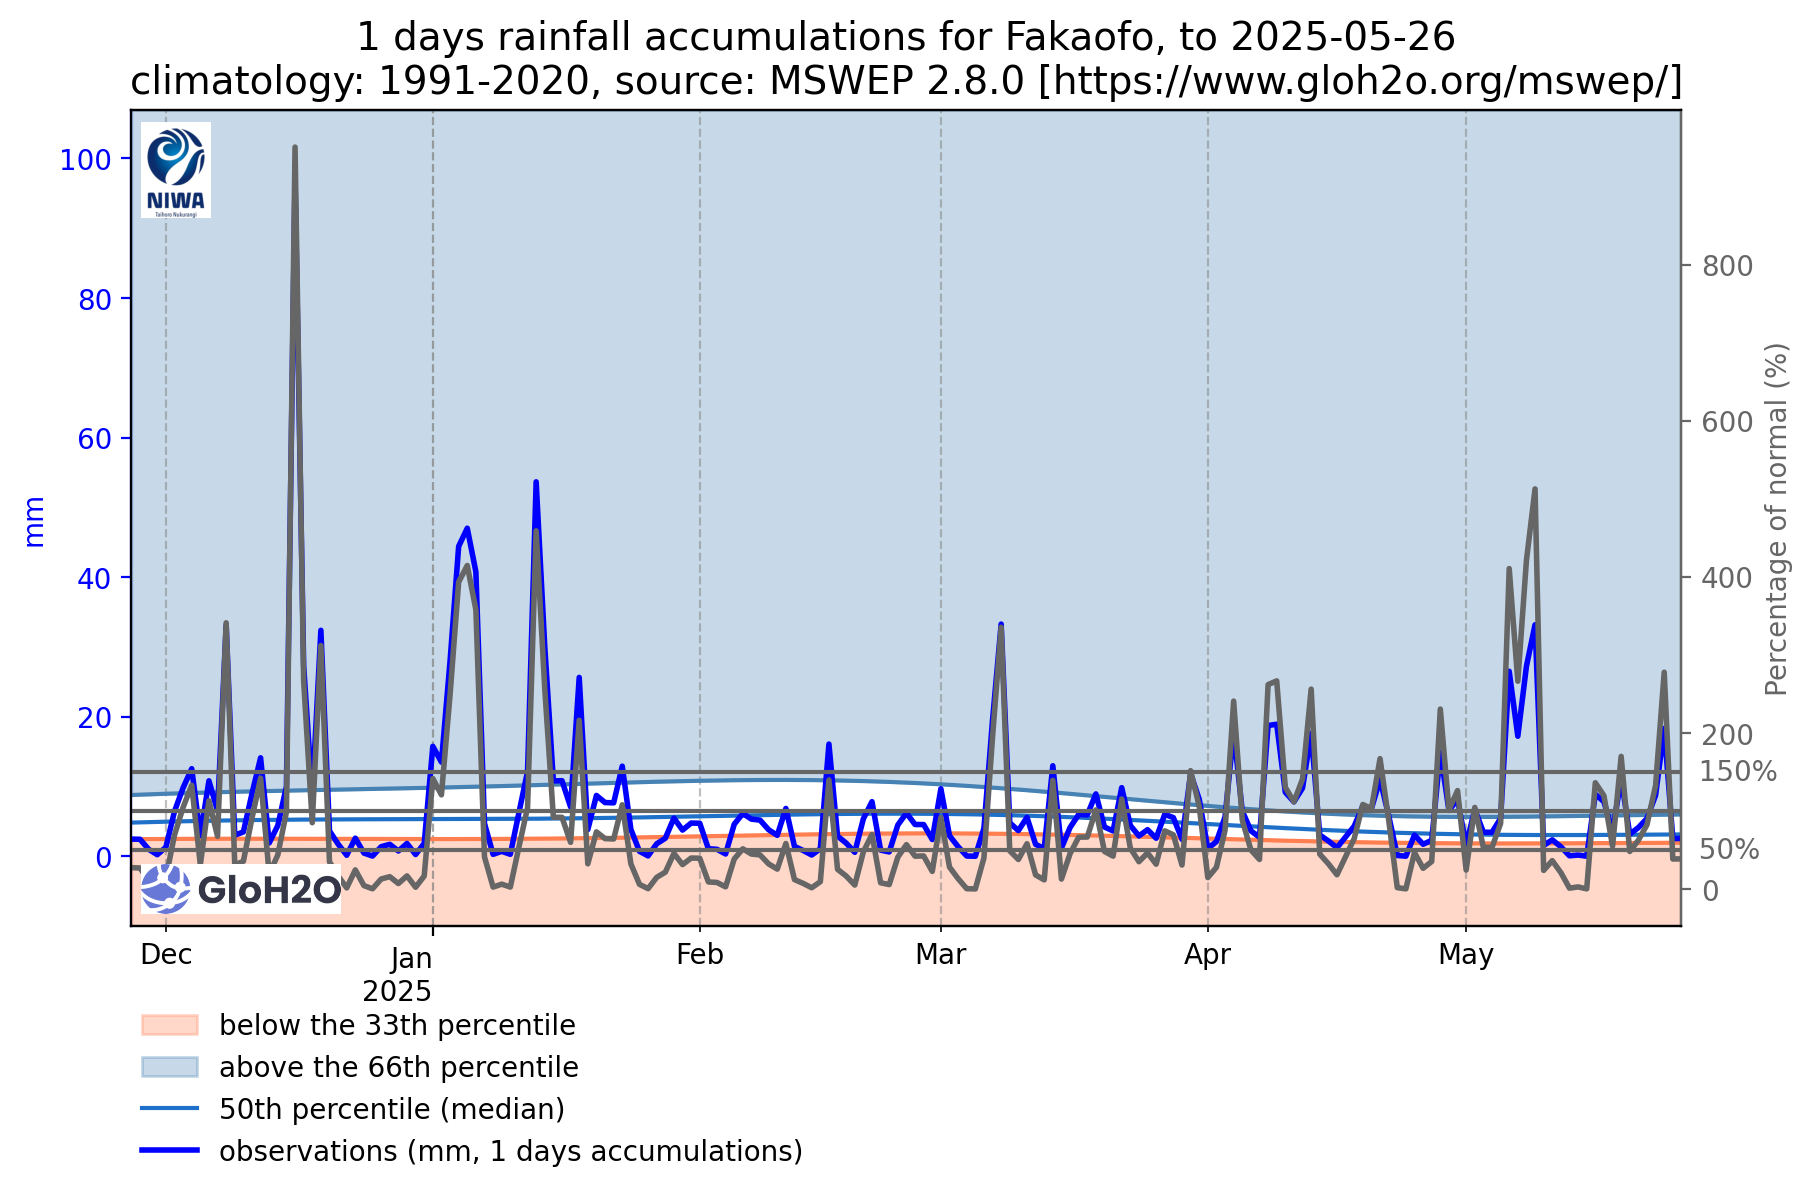 1 days rainfall accumulations for Fakaofo, to 2025-05-26
climatology: 1991-2020, source: MSWEP 2.8.0 [https://www.gloh2o.org/mswep/]
NIWA
Taihoro Nukurangi
100
80
60
40
20
0
mm
800
600
400
200
150%
50%
0
Percentage of normal (%)
GloH2O
Dec
Jan
2025
Feb
Mar
Apr
May
below the 33th percentile
above the 66th percentile
50th percentile (median)
observations (mm, 1 days accumulations)